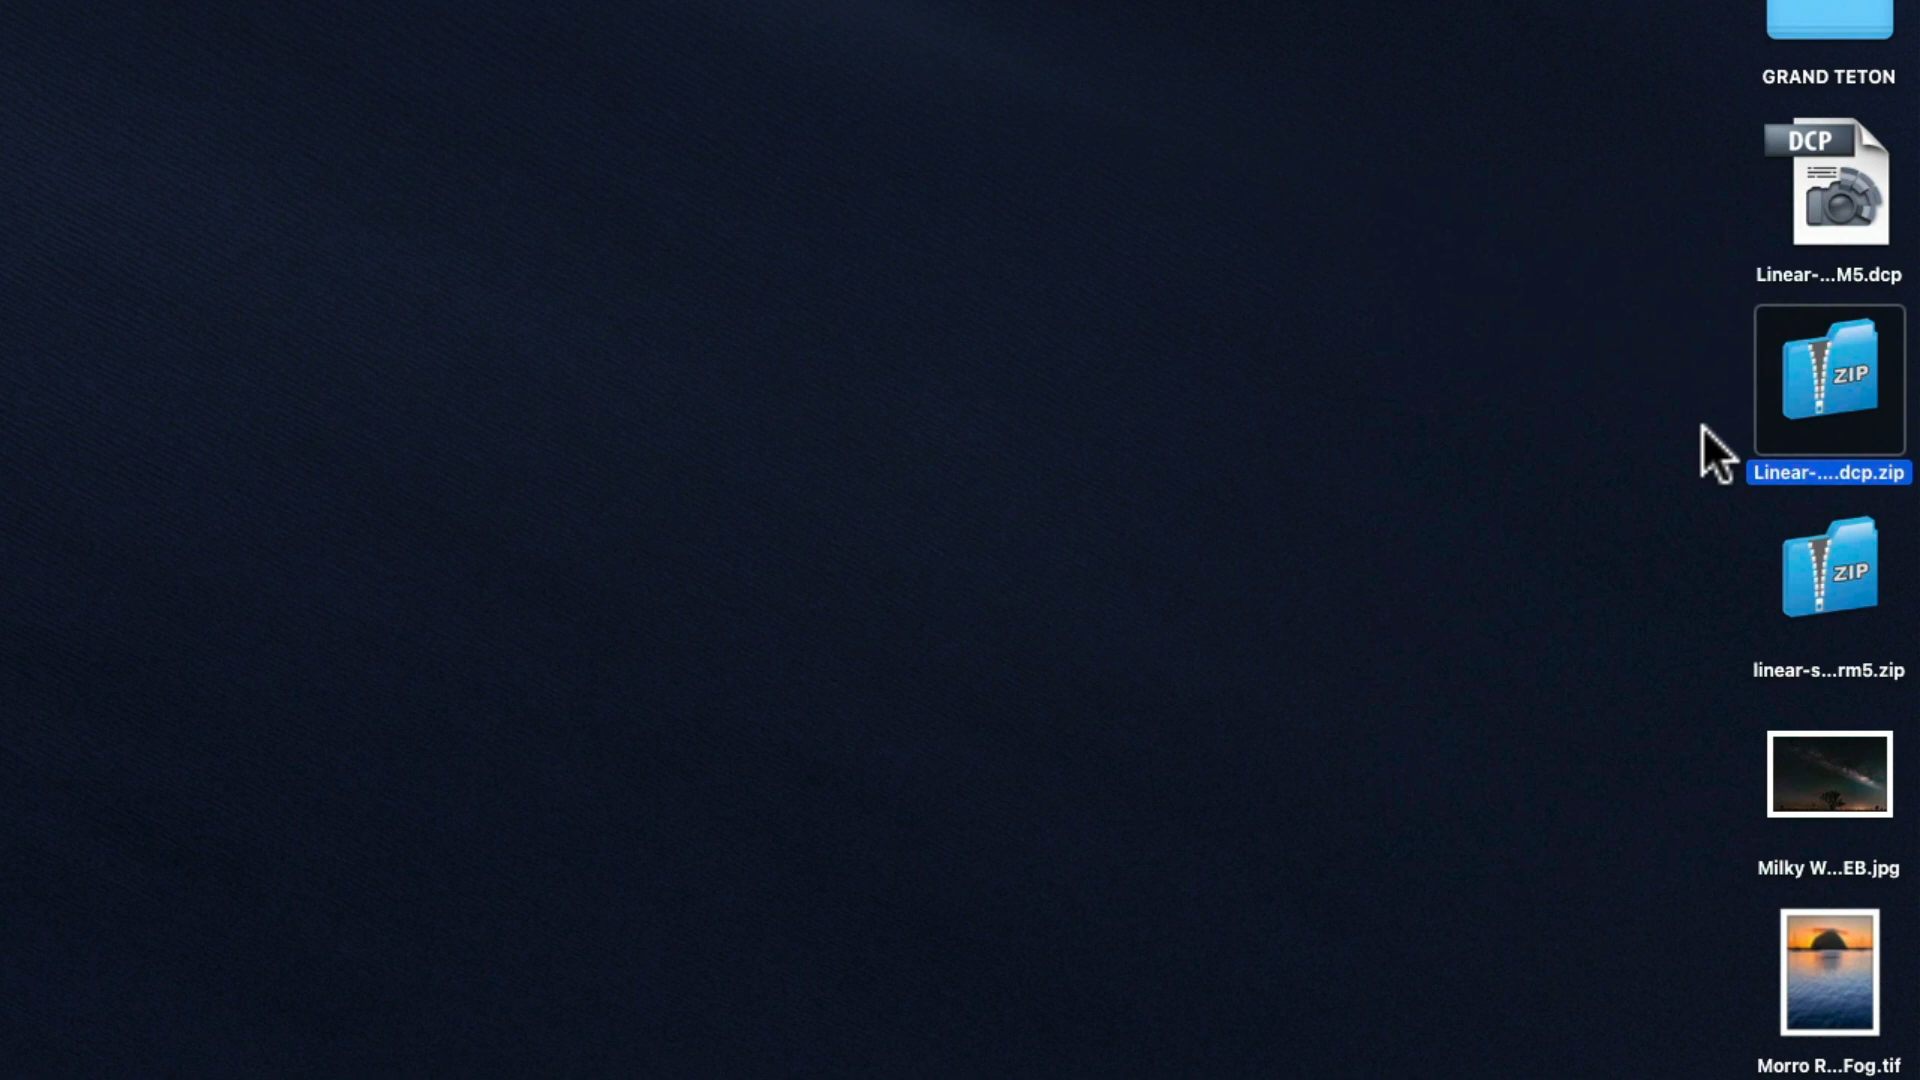 GRAND TETON
DCP
Linear-...M5.dcp
ZIP
Linear-....dcp.zip
ZIP
linear-s...rm5.zip
Milky W...EB.jpg
Morro R...Fog.tif